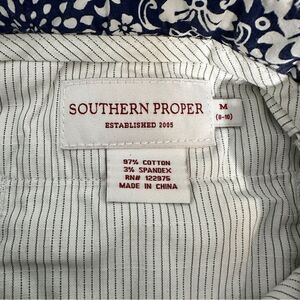 SOUTHERN PROPER
ESTABLISHED 2005
M
(8-10)
97% COTTON
3% SPANDEX
RN# 122975
MADE IN CHINA